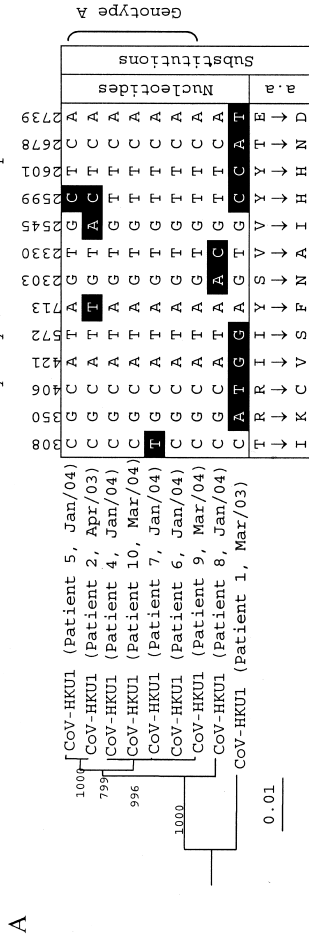 A
308 350 406 421 572 713 2303 2330 2545 2599 2601 2678 2739
CoV-HKU1 (Patient 5, Jan/04) C G C A T A G T G C T C A
CoV-HKU1 (Patient 2, Apr/03) C G C A T T G T A C T C A
CoV-HKU1 (Patient 4, Jan/04) C G C A T A G T G T T C A
CoV-HKU1 (Patient 10, Mar/04) C G C A T A G T G T T C A
CoV-HKU1 (Patient 7, Jan/04) T G C A T A G T G T T C A
CoV-HKU1 (Patient 6, Jan/04) C G C A T A G T G T T C A
CoV-HKU1 (Patient 9, Mar/04) C G C A T A G T G T T C A
CoV-HKU1 (Patient 8, Jan/04) C G C A T A A C G T T C A
CoV-HKU1 (Patient 1, Mar/03) C A T G G A G T G C C A T
T R R I I Y S V V Y Y T E
→ → → → → → → → → → → → →
I K C V S F N A I H H N D
Nucleotides
a.a
Substitutions
Genotype A
1000
799
996
1000
0.01